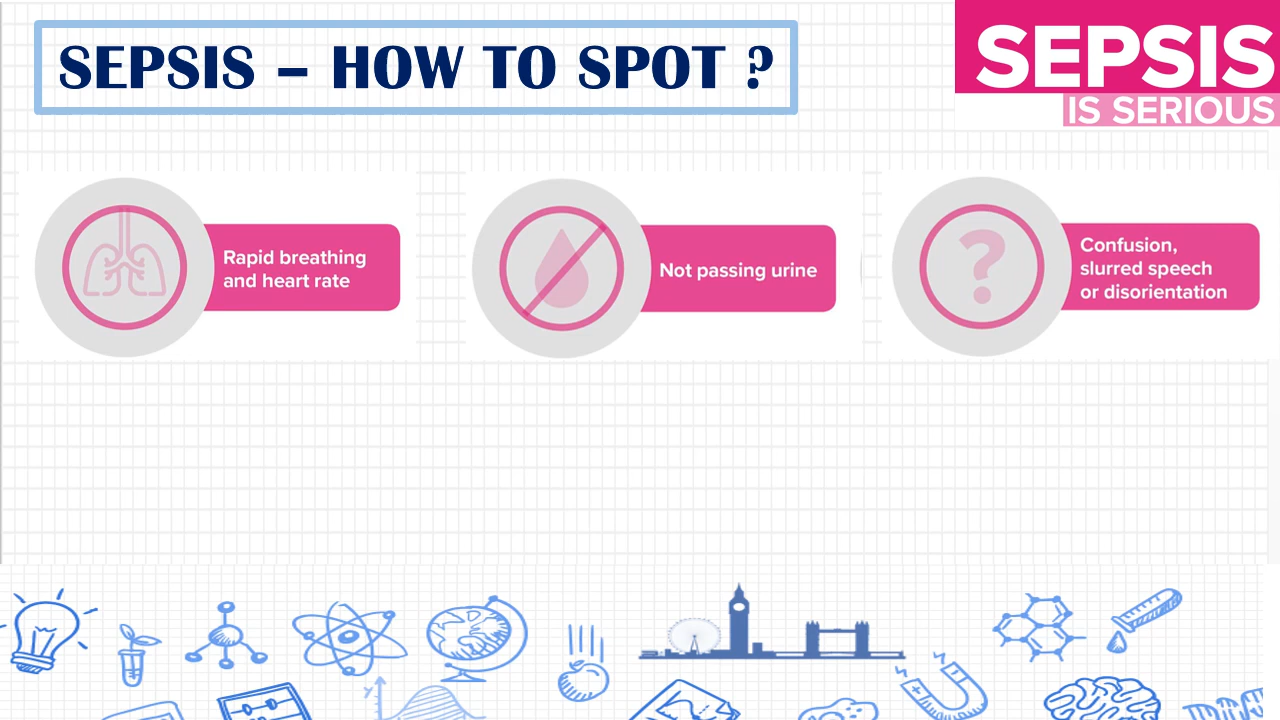 SEPSIS – HOW TO SPOT ?
SEPSIS
IS SERIOUS
Rapid breathing
and heart rate
Not passing urine
Confusion,
slurred speech
or disorientation
y